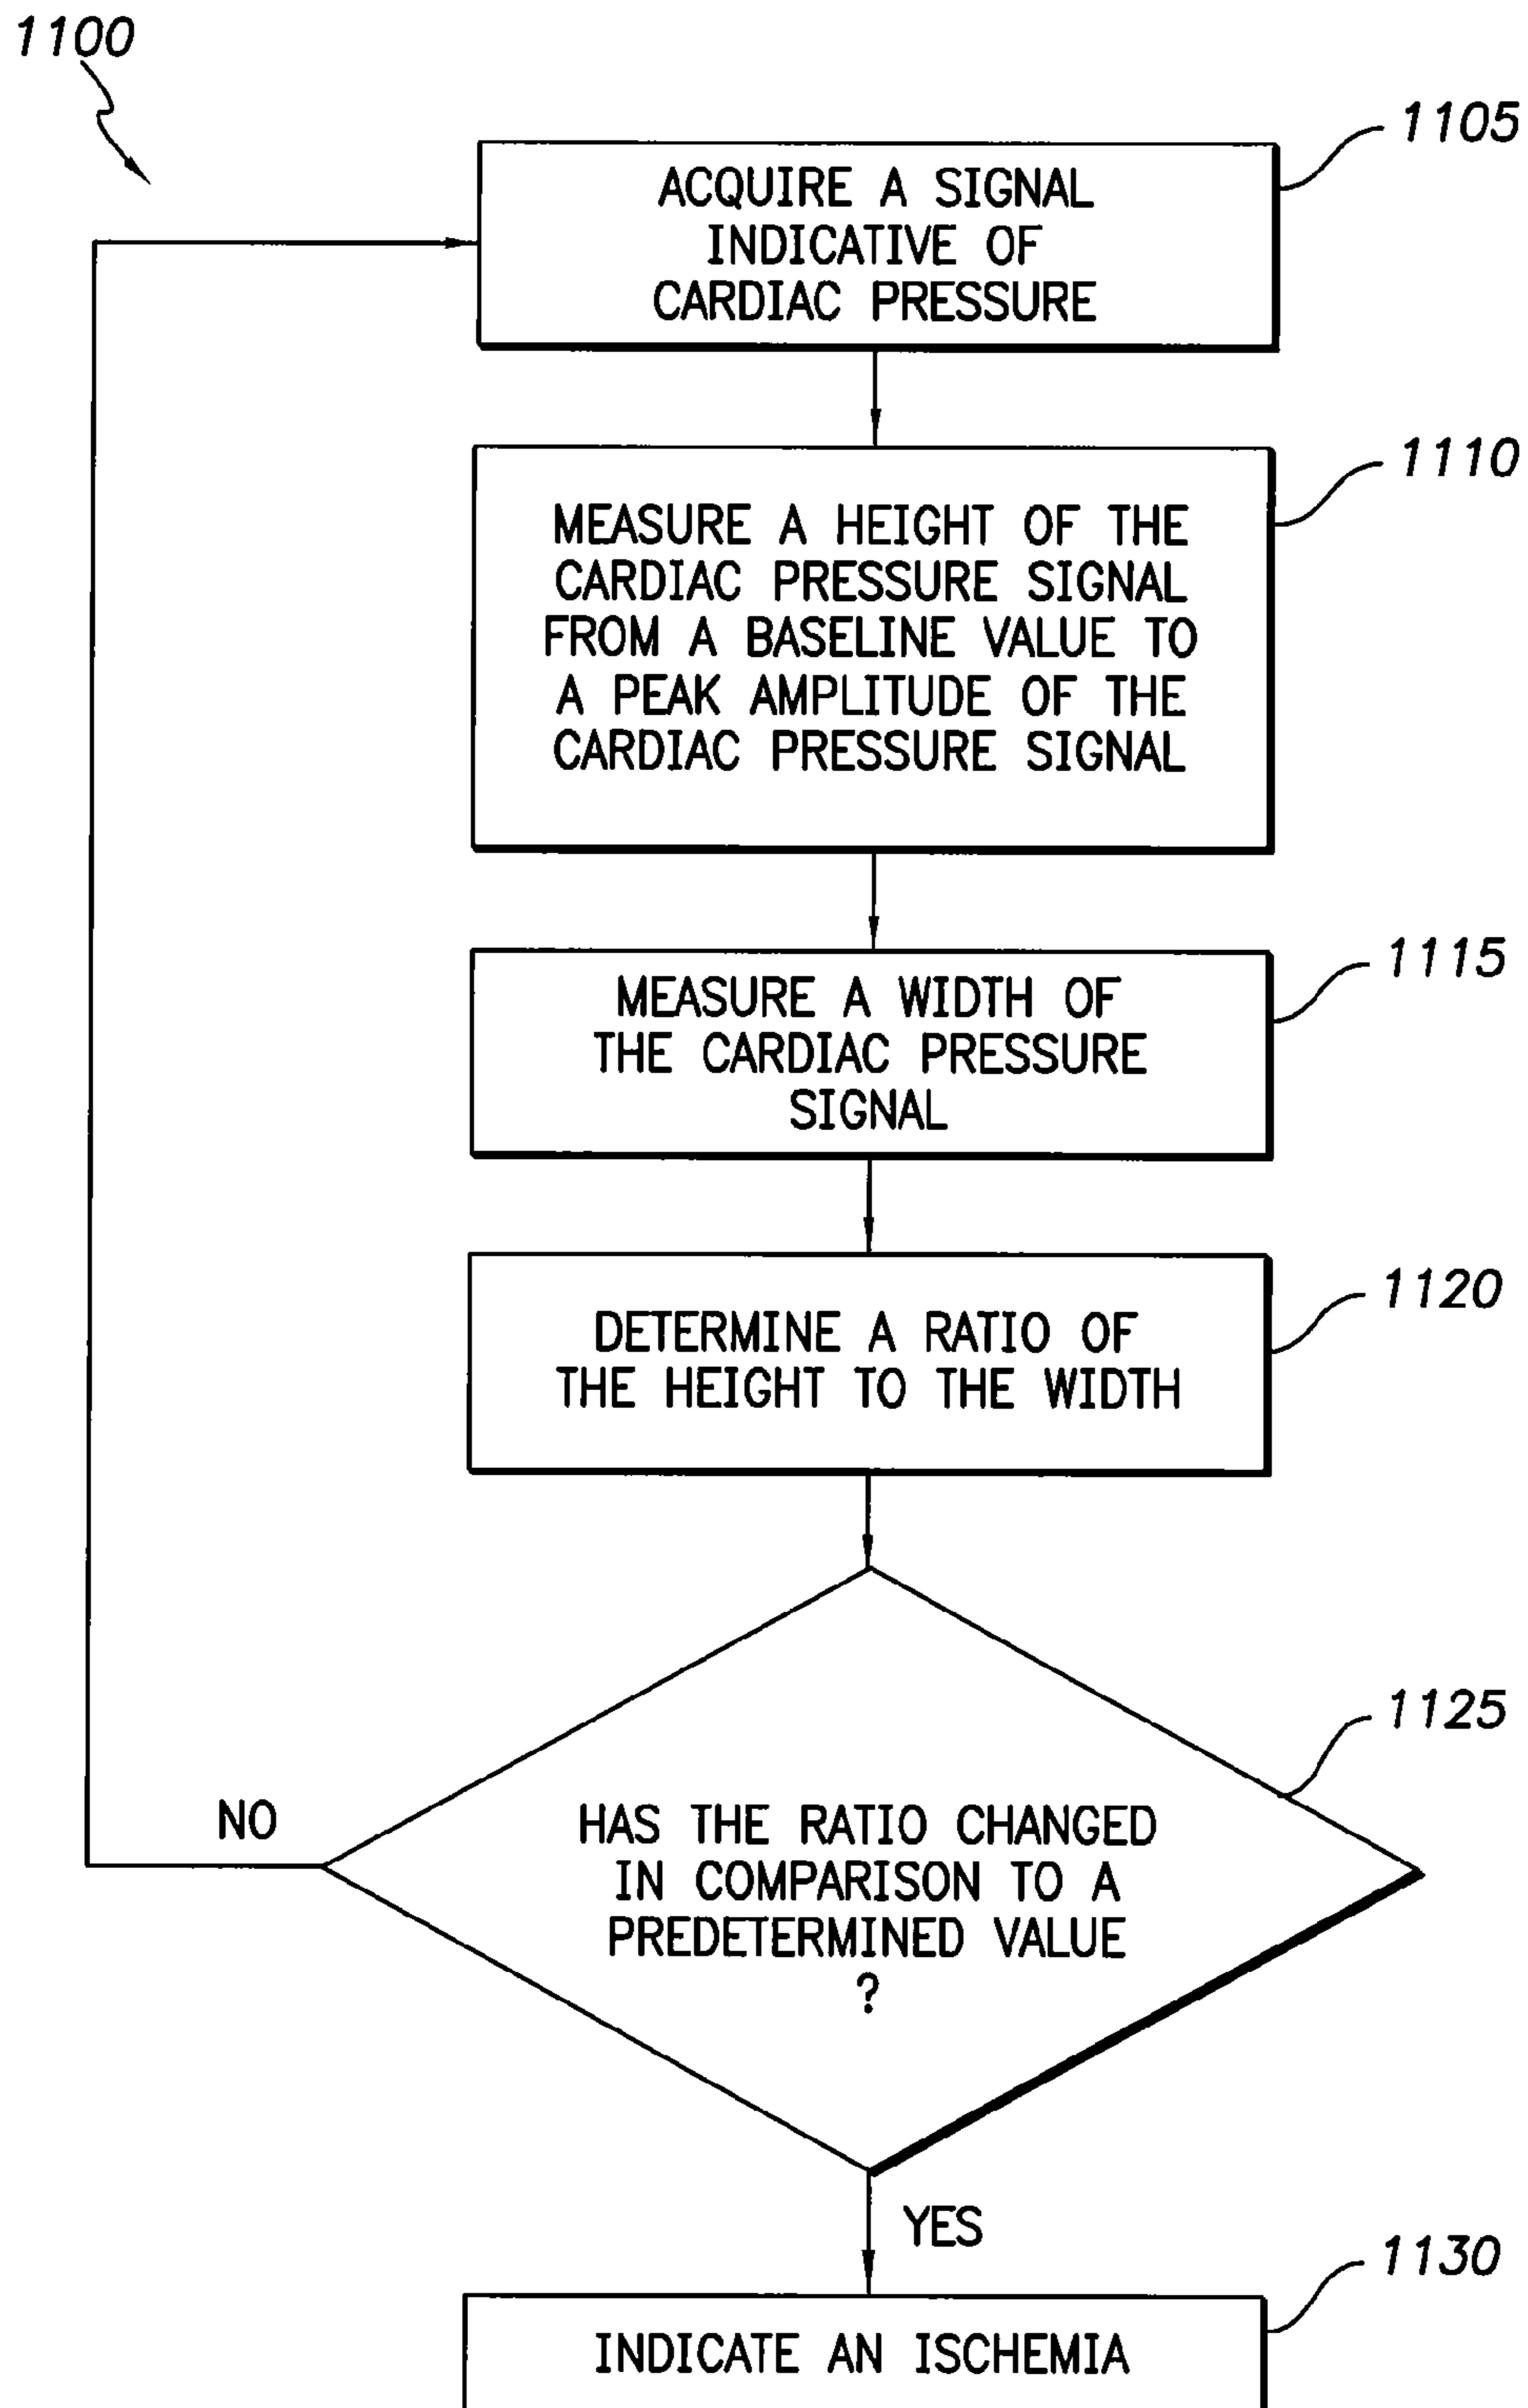 1100
1105
ACQUIRE A SIGNAL
INDICATIVE OF
CARDIAC PRESSURE
1110
MEASURE A HEIGHT OF THE
CARDIAC PRESSURE SIGNAL
FROM A BASELINE VALUE TO
A PEAK AMPLITUDE OF THE
CARDIAC PRESSURE SIGNAL
1115
MEASURE A WIDTH OF
THE CARDIAC PRESSURE
SIGNAL
1120
DETERMINE A RATIO OF
THE HEIGHT TO THE WIDTH
1125
NO
HAS THE RATIO CHANGED
IN COMPARISON TO A
PREDETERMINED VALUE
?
YES
1130
INDICATE AN ISCHEMIA